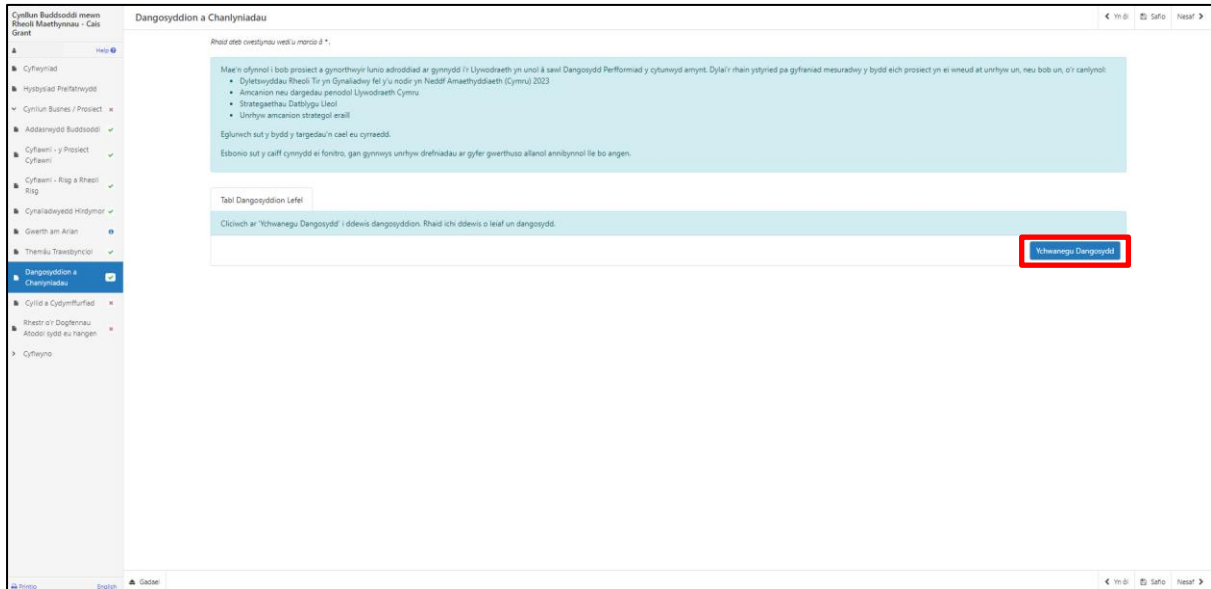 Cynllun Buddsoddi mewn
Rheoli Maethynnau - Cais
Grant
Help
Cyflwyniad
Hysbysiad Preifatrwydd
Cynllun Busnes / Prosiect
Addasrwydd Buddsoddi
Cyflawni - y Prosiect
Cyflawni
Cyflawni - Risg a Rheoli
Risg
Cynaliadwyedd Hirdymor
Gwerth am Arian
Themâu Trawsbynciol
Dangosyddion a
Chanlyniadau
Cyllid a Cydymffurfiad
Rhestr o'r Dogfennau
Atodol sydd eu hangen
Cyflwyno
Printio
English
Dangosyddion a Chanlyniadau
Yn ôl
Safio
Nesaf
Rhaid ateb cwestiynau wedi'u marcio â *.
Mae'n ofynnol i bob prosiect a gynorthwyir lunio adroddiad ar gynnydd i'r Llywodraeth yn unol â sawl Dangosydd Perfformiad y cytunwyd arnynt. Dylai'r rhain ystyried pa gyfraniad mesuradwy y bydd eich prosiect yn ei wneud at unrhyw un, neu bob un, o'r canlynol:
• Dyletswyddau Rheoli Tir yn Gynaliadwy fel y'u nodir yn Neddf Amaethyddiaeth (Cymru) 2023
• Amcanion neu dargedau penodol Llywodraeth Cymru
• Strategaethau Datblygu Lleol
• Unrhyw amcanion strategol eraill
Eglurwch sut y bydd y targedau'n cael eu cyrraedd.
Esbonio sut y caiff cynnydd ei fonitro, gan gynnwys unrhyw drefniadau ar gyfer gwerthuso allanol annibynnol lle bo angen.
Tabl Dangosyddion Lefel
Cliciwch ar 'Ychwanegu Dangosydd' i ddewis dangosyddion. Rhaid ichi ddewis o leiaf un dangosydd.
Ychwanegu Dangosydd
Gadael
Yn ôl
Safio
Nesaf